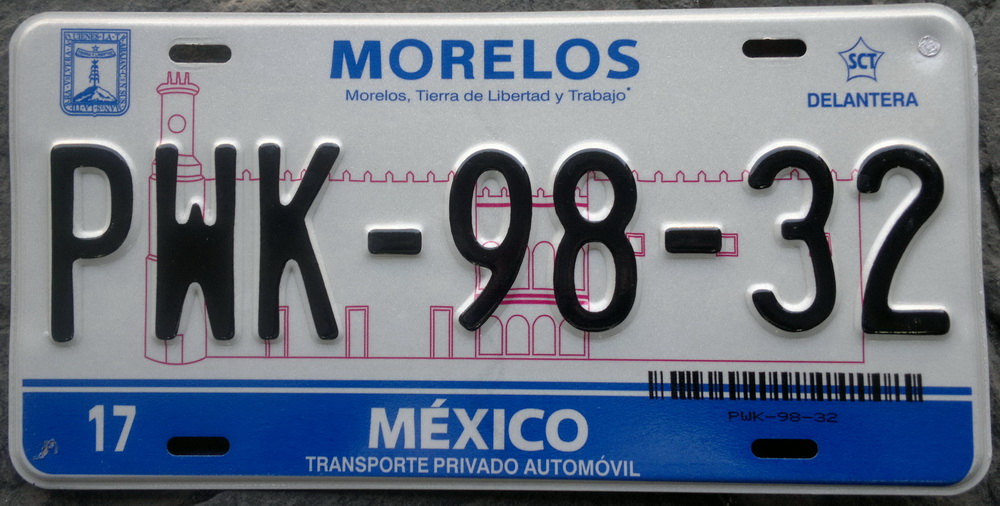 MORELOS
Morelos, Tierra de Libertad y Trabajo*
SCT
DELANTERA
PWK-98-32
PWK-98-32
17
MÉXICO
TRANSPORTE PRIVADO AUTOMÓVIL